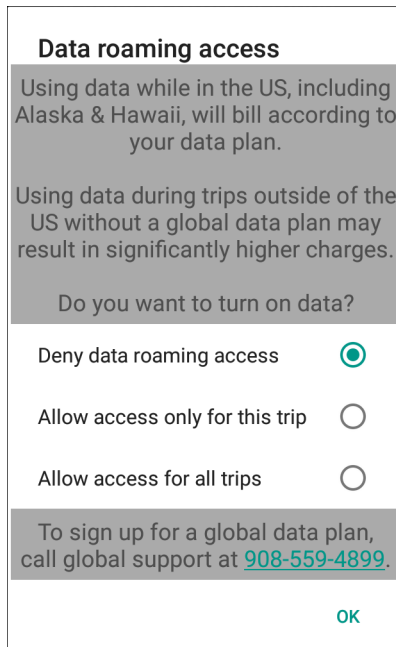 Data roaming access
Using data while in the US, including
Alaska & Hawaii, will bill according to
your data plan.
Using data during trips outside of the
US without a global data plan may
result in significantly higher charges.
Do you want to turn on data?
Deny data roaming access
Allow access only for this trip
Allow access for all trips
To sign up for a global data plan,
call global support at 908-559-4899.
OK